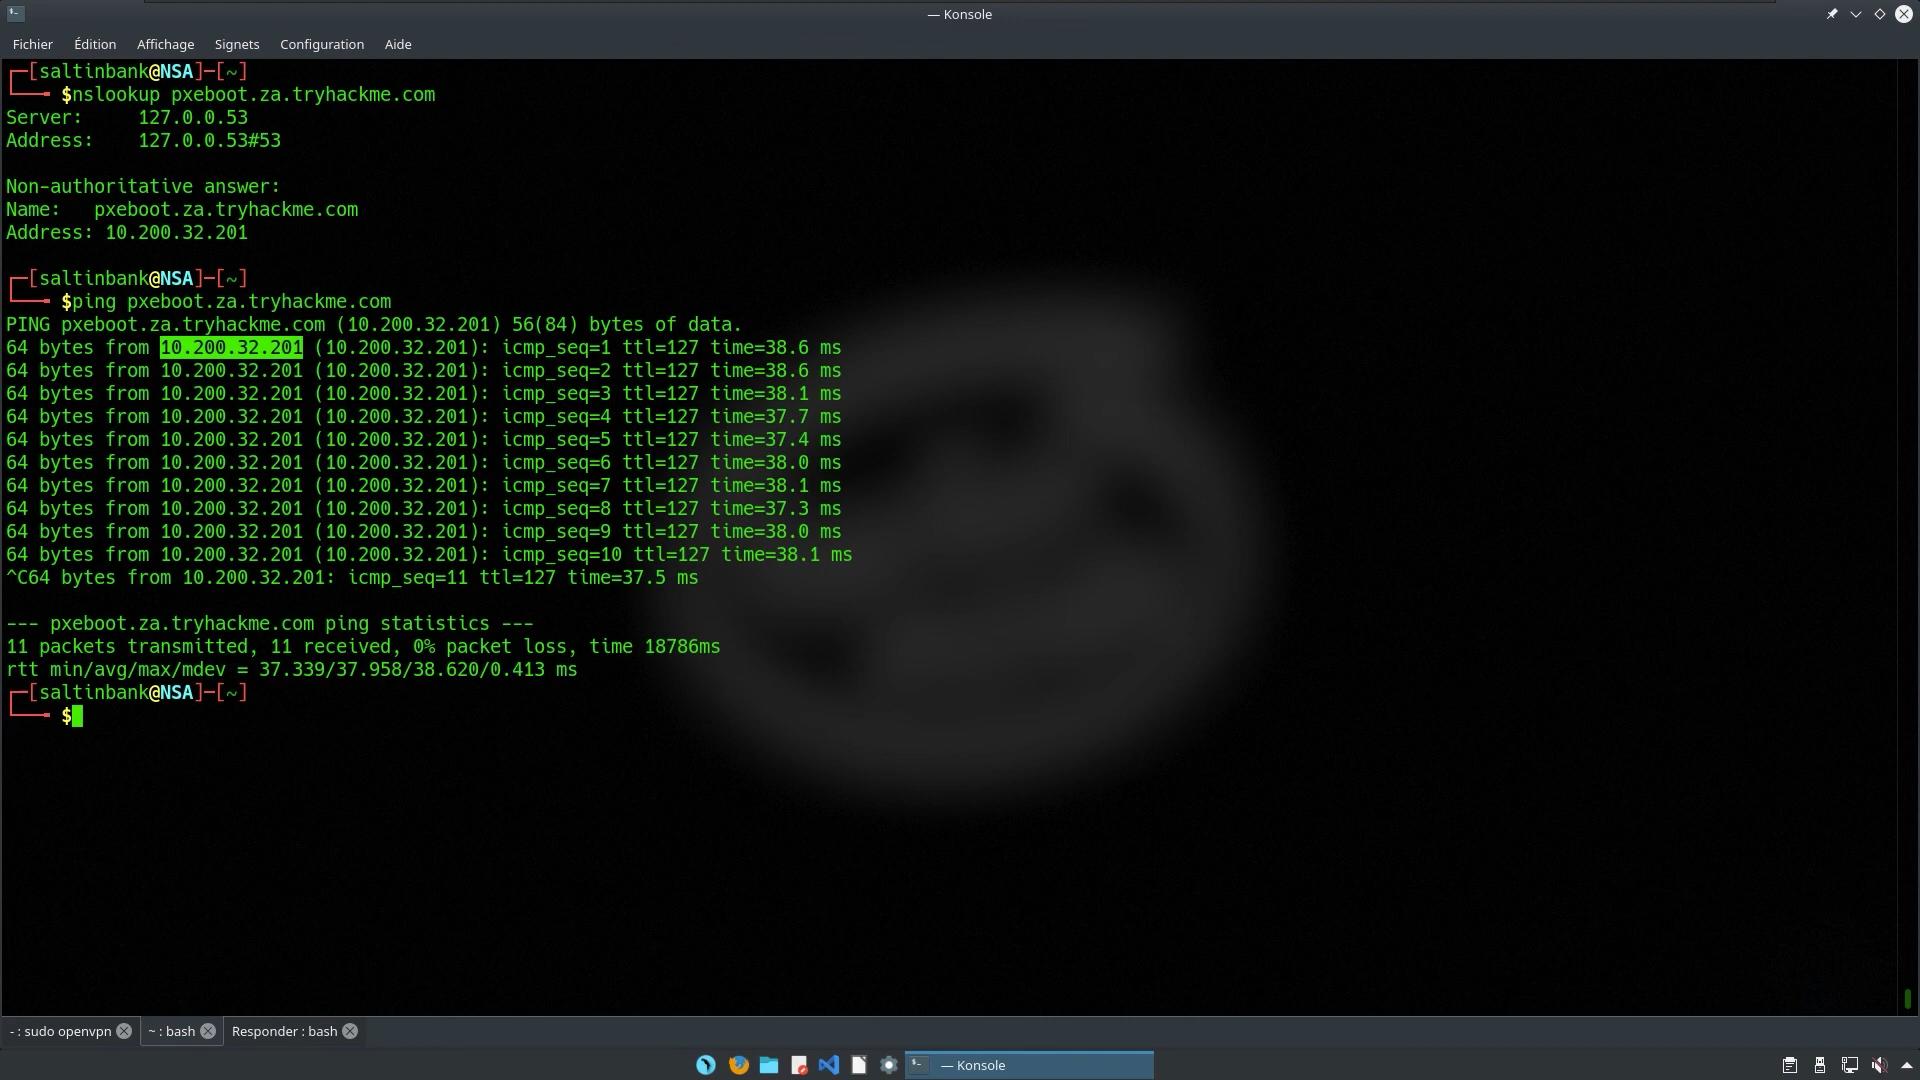 — Konsole
Fichier Édition Affichage Signets Configuration Aide
┌─[saltinbank@NSA]─[~]
└──╼ $nslookup pxeboot.za.tryhackme.com
Server:     127.0.0.53
Address:    127.0.0.53#53
Non-authoritative answer:
Name:   pxeboot.za.tryhackme.com
Address: 10.200.32.201
┌─[saltinbank@NSA]─[~]
└──╼ $ping pxeboot.za.tryhackme.com
PING pxeboot.za.tryhackme.com (10.200.32.201) 56(84) bytes of data.
64 bytes from 10.200.32.201 (10.200.32.201): icmp_seq=1 ttl=127 time=38.6 ms
64 bytes from 10.200.32.201 (10.200.32.201): icmp_seq=2 ttl=127 time=38.6 ms
64 bytes from 10.200.32.201 (10.200.32.201): icmp_seq=3 ttl=127 time=38.1 ms
64 bytes from 10.200.32.201 (10.200.32.201): icmp_seq=4 ttl=127 time=37.7 ms
64 bytes from 10.200.32.201 (10.200.32.201): icmp_seq=5 ttl=127 time=37.4 ms
64 bytes from 10.200.32.201 (10.200.32.201): icmp_seq=6 ttl=127 time=38.0 ms
64 bytes from 10.200.32.201 (10.200.32.201): icmp_seq=7 ttl=127 time=38.1 ms
64 bytes from 10.200.32.201 (10.200.32.201): icmp_seq=8 ttl=127 time=37.3 ms
64 bytes from 10.200.32.201 (10.200.32.201): icmp_seq=9 ttl=127 time=38.0 ms
64 bytes from 10.200.32.201 (10.200.32.201): icmp_seq=10 ttl=127 time=38.1 ms
^C64 bytes from 10.200.32.201: icmp_seq=11 ttl=127 time=37.5 ms
--- pxeboot.za.tryhackme.com ping statistics ---
11 packets transmitted, 11 received, 0% packet loss, time 18786ms
rtt min/avg/max/mdev = 37.339/37.958/38.620/0.413 ms
┌─[saltinbank@NSA]─[~]
└──╼ $
- : sudo openvpn ~ : bash Responder : bash
— Konsole